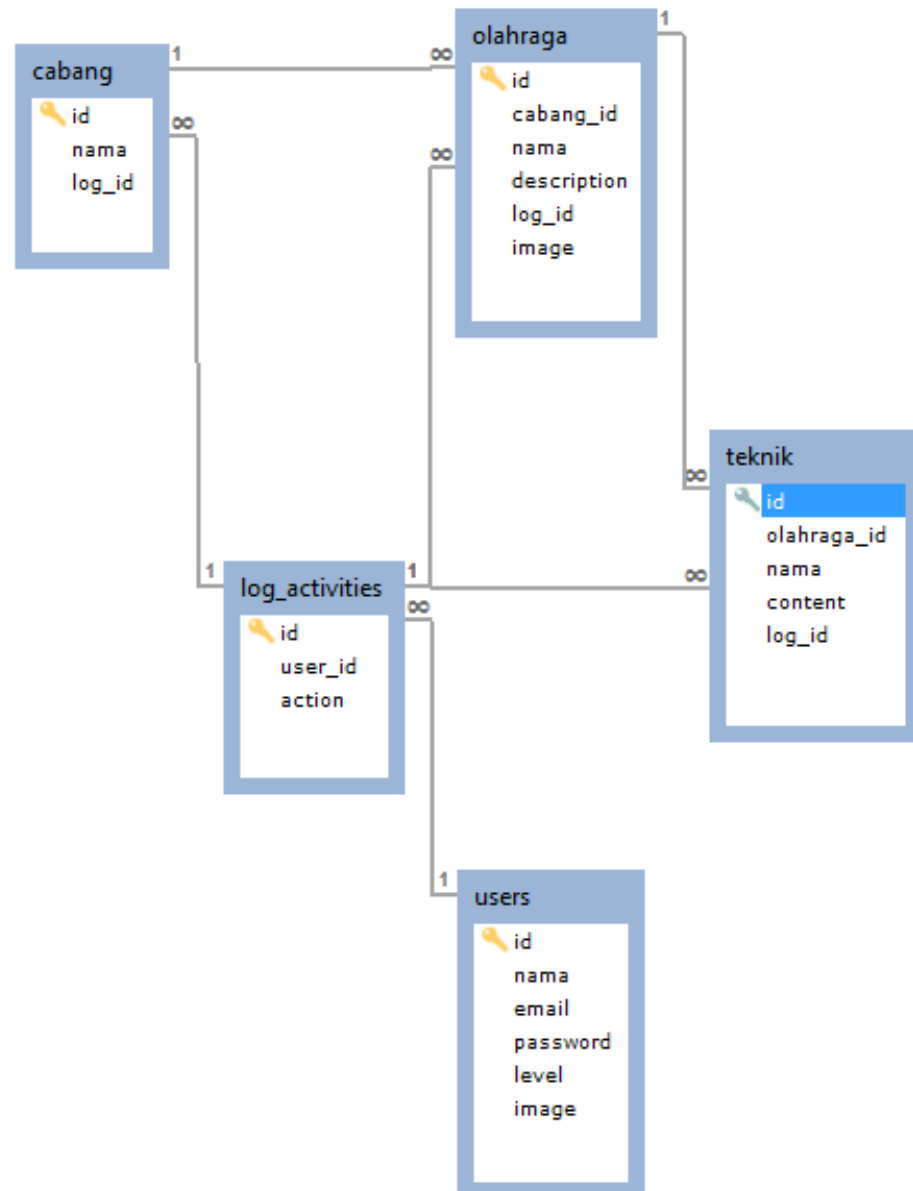 cabang
id
nama
log_id
1
∞
∞
1
olahraga
id
cabang_id
nama
description
log_id
image
∞
∞
1
log_activities
id
user_id
action
1
1
∞
teknik
id
olahraga_id
nama
content
log_id
∞
∞
users
id
nama
email
password
level
image
1